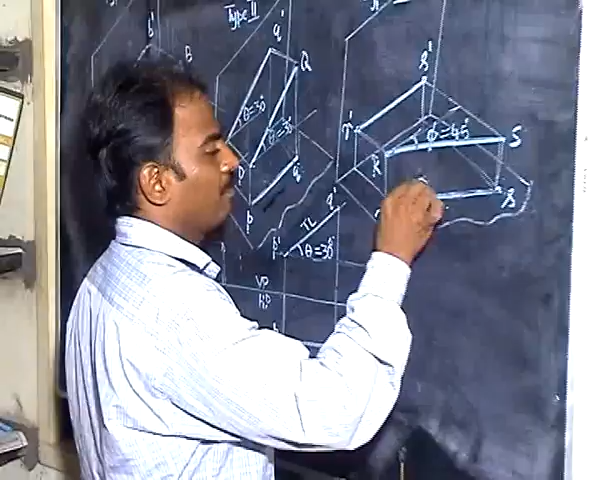 Type II
b'
B
q'
Q
θ=30°
θ=30°
P
q
b
q'
TL
b'
θ=30°
VP
HP
b
s'
r'
φ=45°
R
S
s